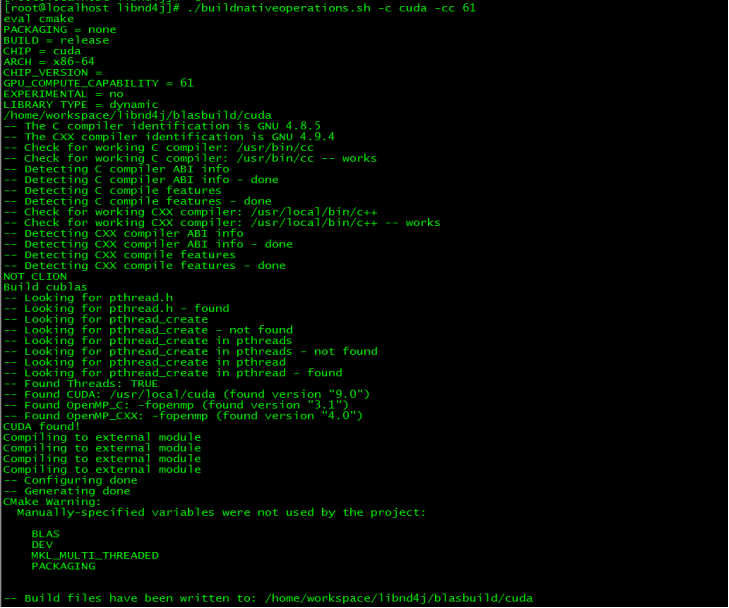 [root@localhost libnd4j]# ./buildnativeoperations.sh -c cuda -cc 61
eval cmake
PACKAGING = none
BUILD = release
CHIP = cuda
ARCH = x86-64
CHIP_VERSION =
GPU_COMPUTE_CAPABILITY = 61
EXPERIMENTAL = no
LIBRARY TYPE = dynamic
/home/workspace/libnd4j/blasbuild/cuda
-- The C compiler identification is GNU 4.8.5
-- The CXX compiler identification is GNU 4.9.4
-- Check for working C compiler: /usr/bin/cc
-- Check for working C compiler: /usr/bin/cc -- works
-- Detecting C compiler ABI info
-- Detecting C compiler ABI info - done
-- Detecting C compile features
-- Detecting C compile features - done
-- Check for working CXX compiler: /usr/local/bin/c++
-- Check for working CXX compiler: /usr/local/bin/c++ -- works
-- Detecting CXX compiler ABI info
-- Detecting CXX compiler ABI info - done
-- Detecting CXX compile features
-- Detecting CXX compile features - done
NOT CLION
Build cublas
-- Looking for pthread.h
-- Looking for pthread.h - found
-- Looking for pthread_create
-- Looking for pthread_create - not found
-- Looking for pthread_create in pthreads
-- Looking for pthread_create in pthreads - not found
-- Looking for pthread_create in pthread
-- Looking for pthread_create in pthread - found
-- Found Threads: TRUE
-- Found CUDA: /usr/local/cuda (found version "9.0")
-- Found OpenMP_C: -fopenmp (found version "3.1")
-- Found OpenMP_CXX: -fopenmp (found version "4.0")
CUDA found!
Compiling to external module
Compiling to external module
Compiling to external module
Compiling to external module
-- Configuring done
-- Generating done
CMake Warning:
Manually-specified variables were not used by the project:
BLAS
DEV
MKL_MULTI_THREADED
PACKAGING
-- Build files have been written to: /home/workspace/libnd4j/blasbuild/cuda